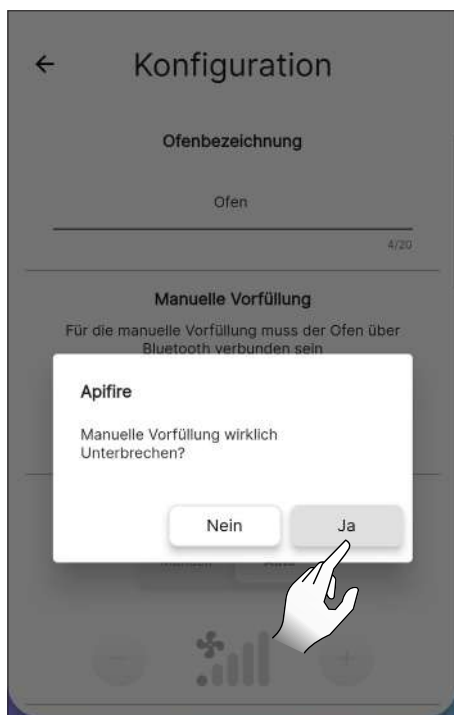 Konfiguration
Ofenbezeichnung
Ofen
4/20
Manuelle Vorfüllung
Für die manuelle Vorfüllung muss der Ofen über
Bluetooth verbunden sein
Apifire
Manuelle Vorfüllung wirklich
Unterbrechen?
Nein
Ja